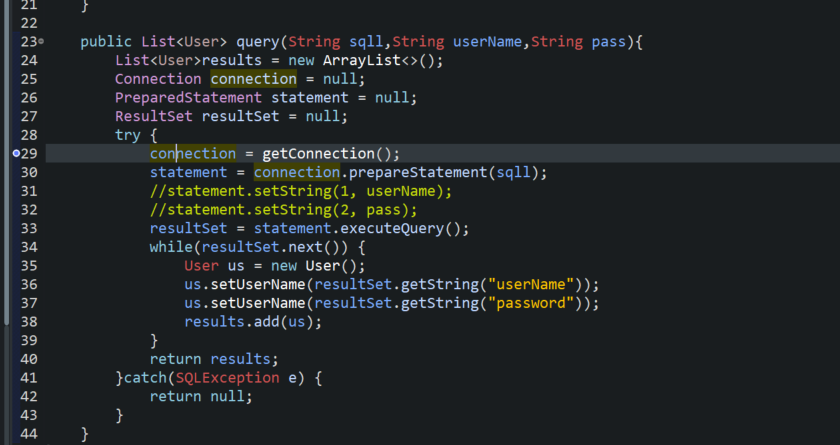 21 }
22
23 public List<User> query(String sqll,String userName,String pass){
24 List<User>results = new ArrayList<>();
25 Connection connection = null;
26 PreparedStatement statement = null;
27 ResultSet resultSet = null;
28 try {
29 connection = getConnection();
30 statement = connection.prepareStatement(sqll);
31 //statement.setString(1, userName);
32 //statement.setString(2, pass);
33 resultSet = statement.executeQuery();
34 while(resultSet.next()) {
35 User us = new User();
36 us.setUserName(resultSet.getString("userName"));
37 us.setUserName(resultSet.getString("password"));
38 results.add(us);
39 }
40 return results;
41 }catch(SQLException e) {
42 return null;
43 }
44 }